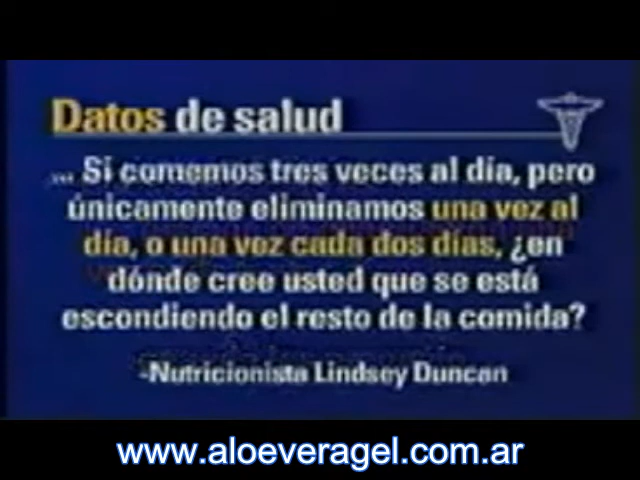 Datos de salud
... Si comemos tres veces al día, pero
únicamente eliminamos una vez al
día, o una vez cada dos días, ¿en
dónde cree usted que se está
escondiendo el resto de la comida?
-Nutricionista Lindsey Duncan
www.aloeveragel.com.ar